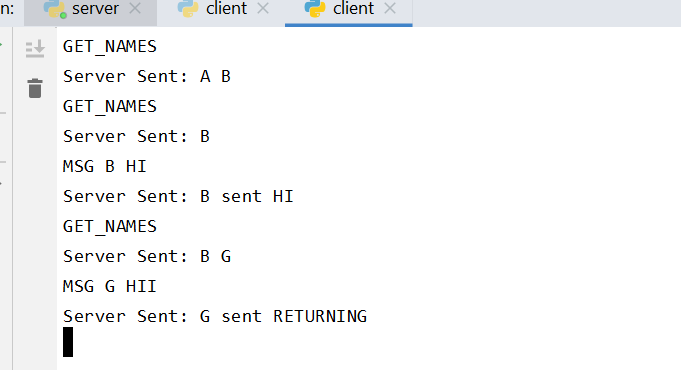 n: server client client
GET_NAMES
Server Sent: A B
GET_NAMES
Server Sent: B
MSG B HI
Server Sent: B sent HI
GET_NAMES
Server Sent: B G
MSG G HII
Server Sent: G sent RETURNING